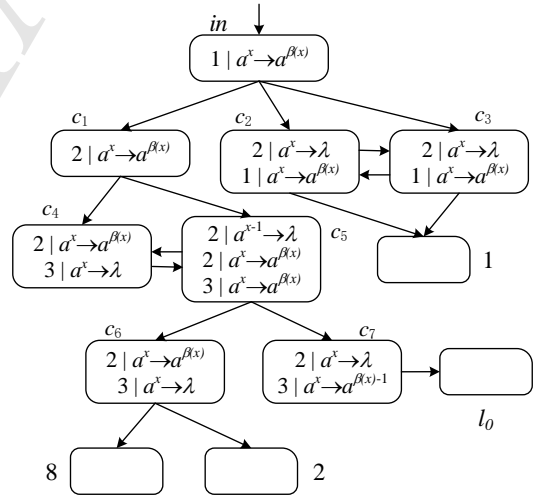 in
1 | a^x→a^β(x)
c₁
c₂
c₃
2 | a^x→a^β(x)
2 | a^x→λ
1 | a^x→a^β(x)
2 | a^x→λ
1 | a^x→a^β(x)
c₄
c₅
2 | a^x→a^β(x)
3 | a^x→λ
2 | a^x-1→λ
2 | a^x→a^β(x)
3 | a^x→a^β(x)
1
c₆
c₇
2 | a^x→a^β(x)
3 | a^x→λ
2 | a^x→λ
3 | a^x→a^β(x)-1
l₀
8
2